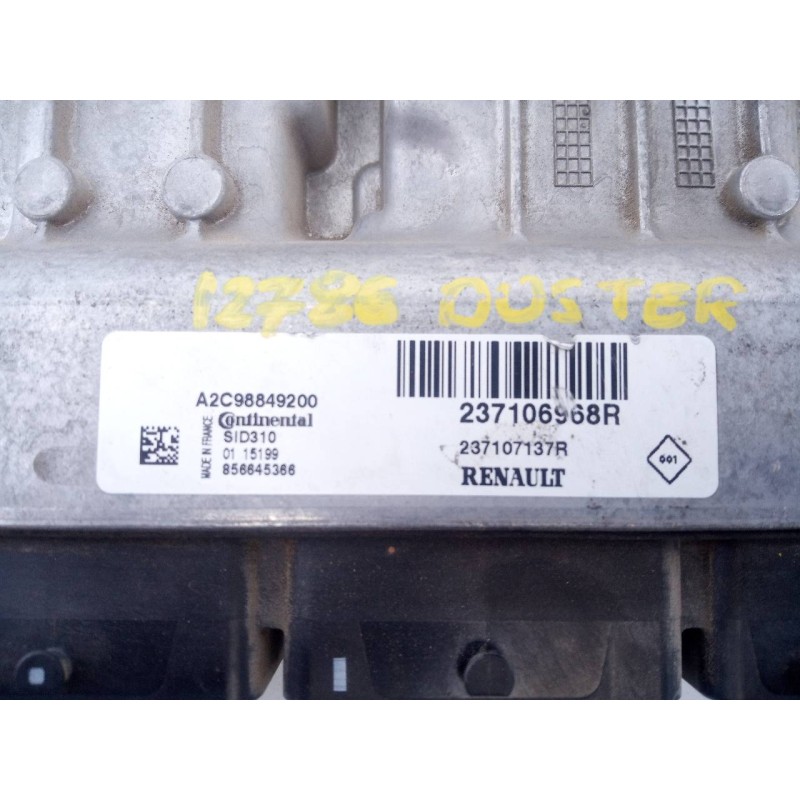 12786 DUSTER
A2C98849200
Continental
SID310
01 15199
856645366
MADE IN FRANCE
237106968R
237107137R
RENAULT
001